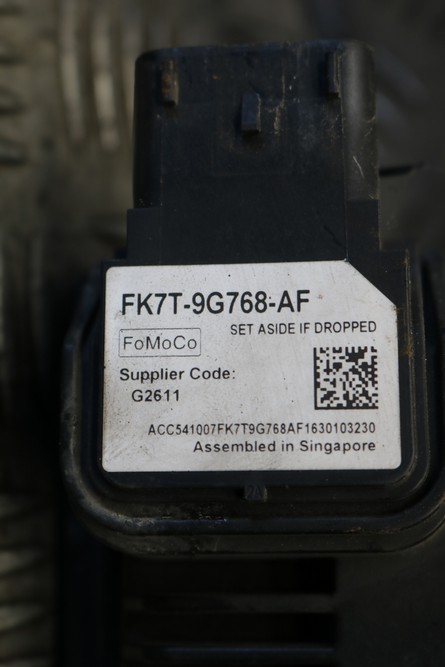 FK7T-9G768-AF
SET ASIDE IF DROPPED
FoMoCo
Supplier Code:
G2611
ACC541007FK7T9G768AF1630103230
Assembled in Singapore